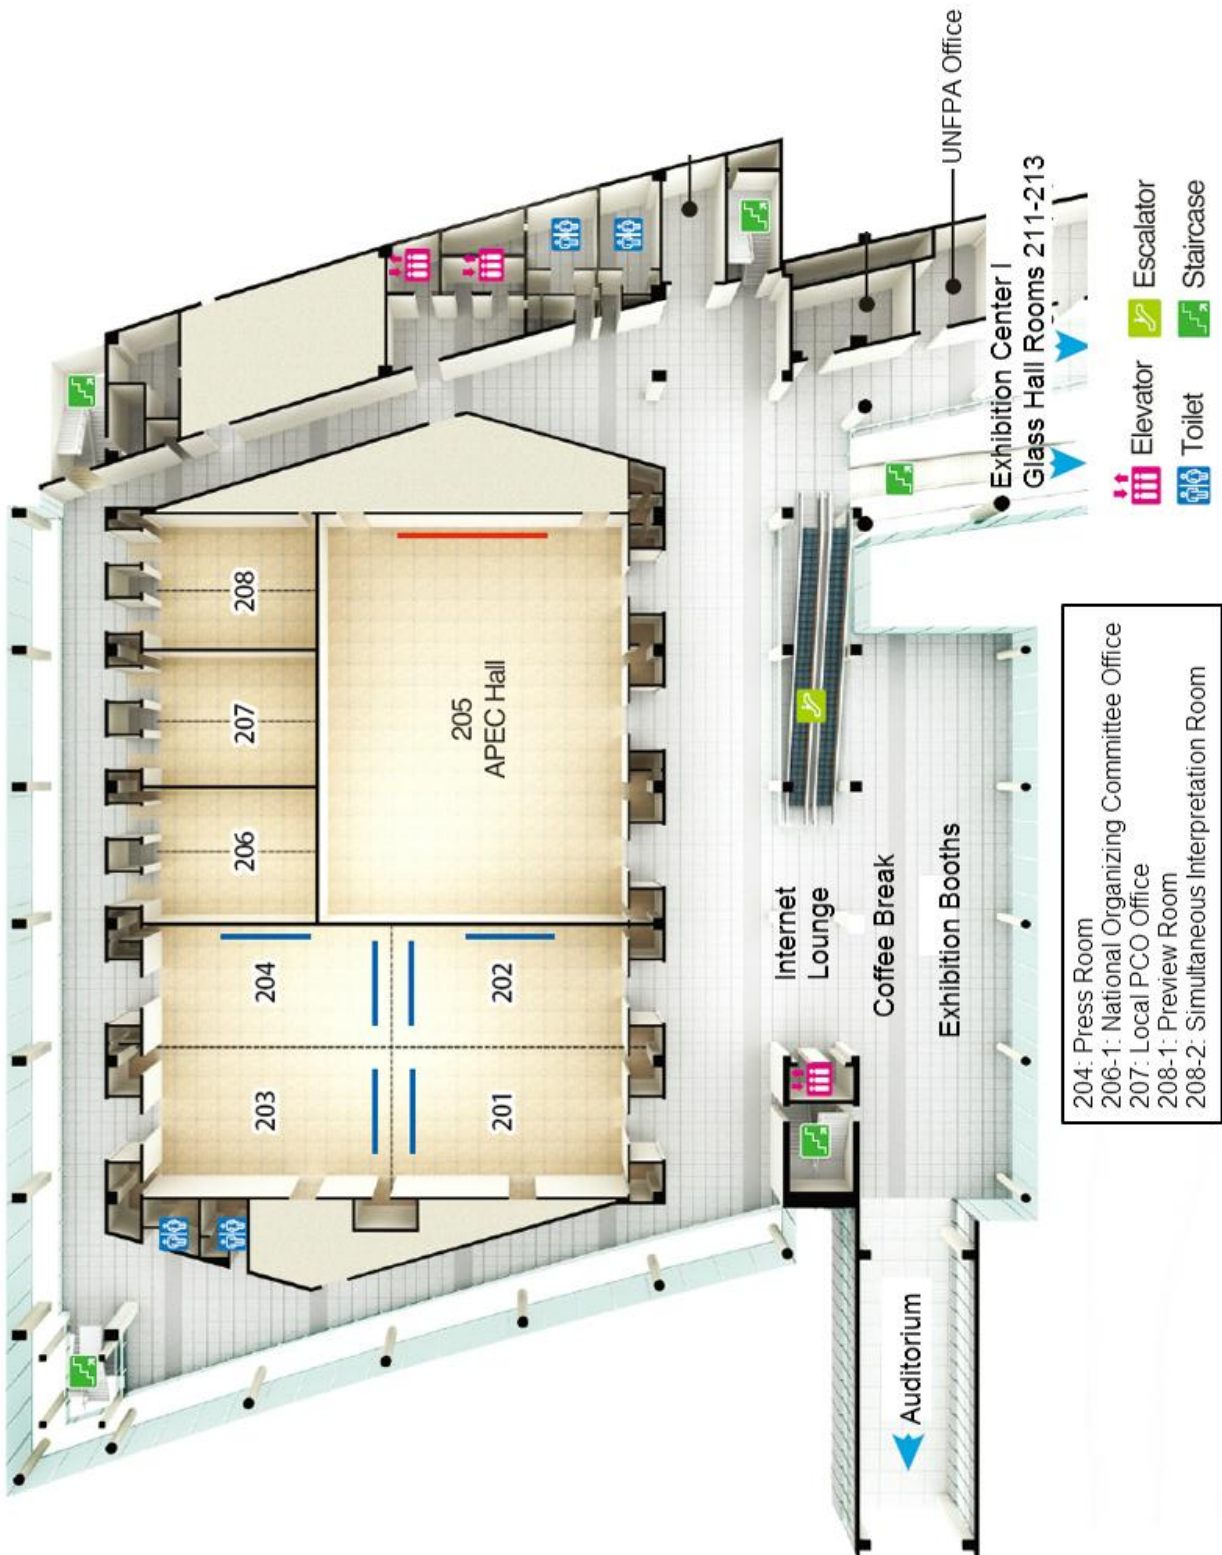 203
204
206
207
208
201
202
205
APEC Hall
Internet
Lounge
Coffee Break
Exhibition Booths
Auditorium
UNFPA Office
Exhibition Center I
Glass Hall Rooms 211-213
Elevator
Escalator
Toilet
Staircase
204: Press Room
206-1: National Organizing Committee Office
207: Local PCO Office
208-1: Preview Room
208-2: Simultaneous Interpretation Room